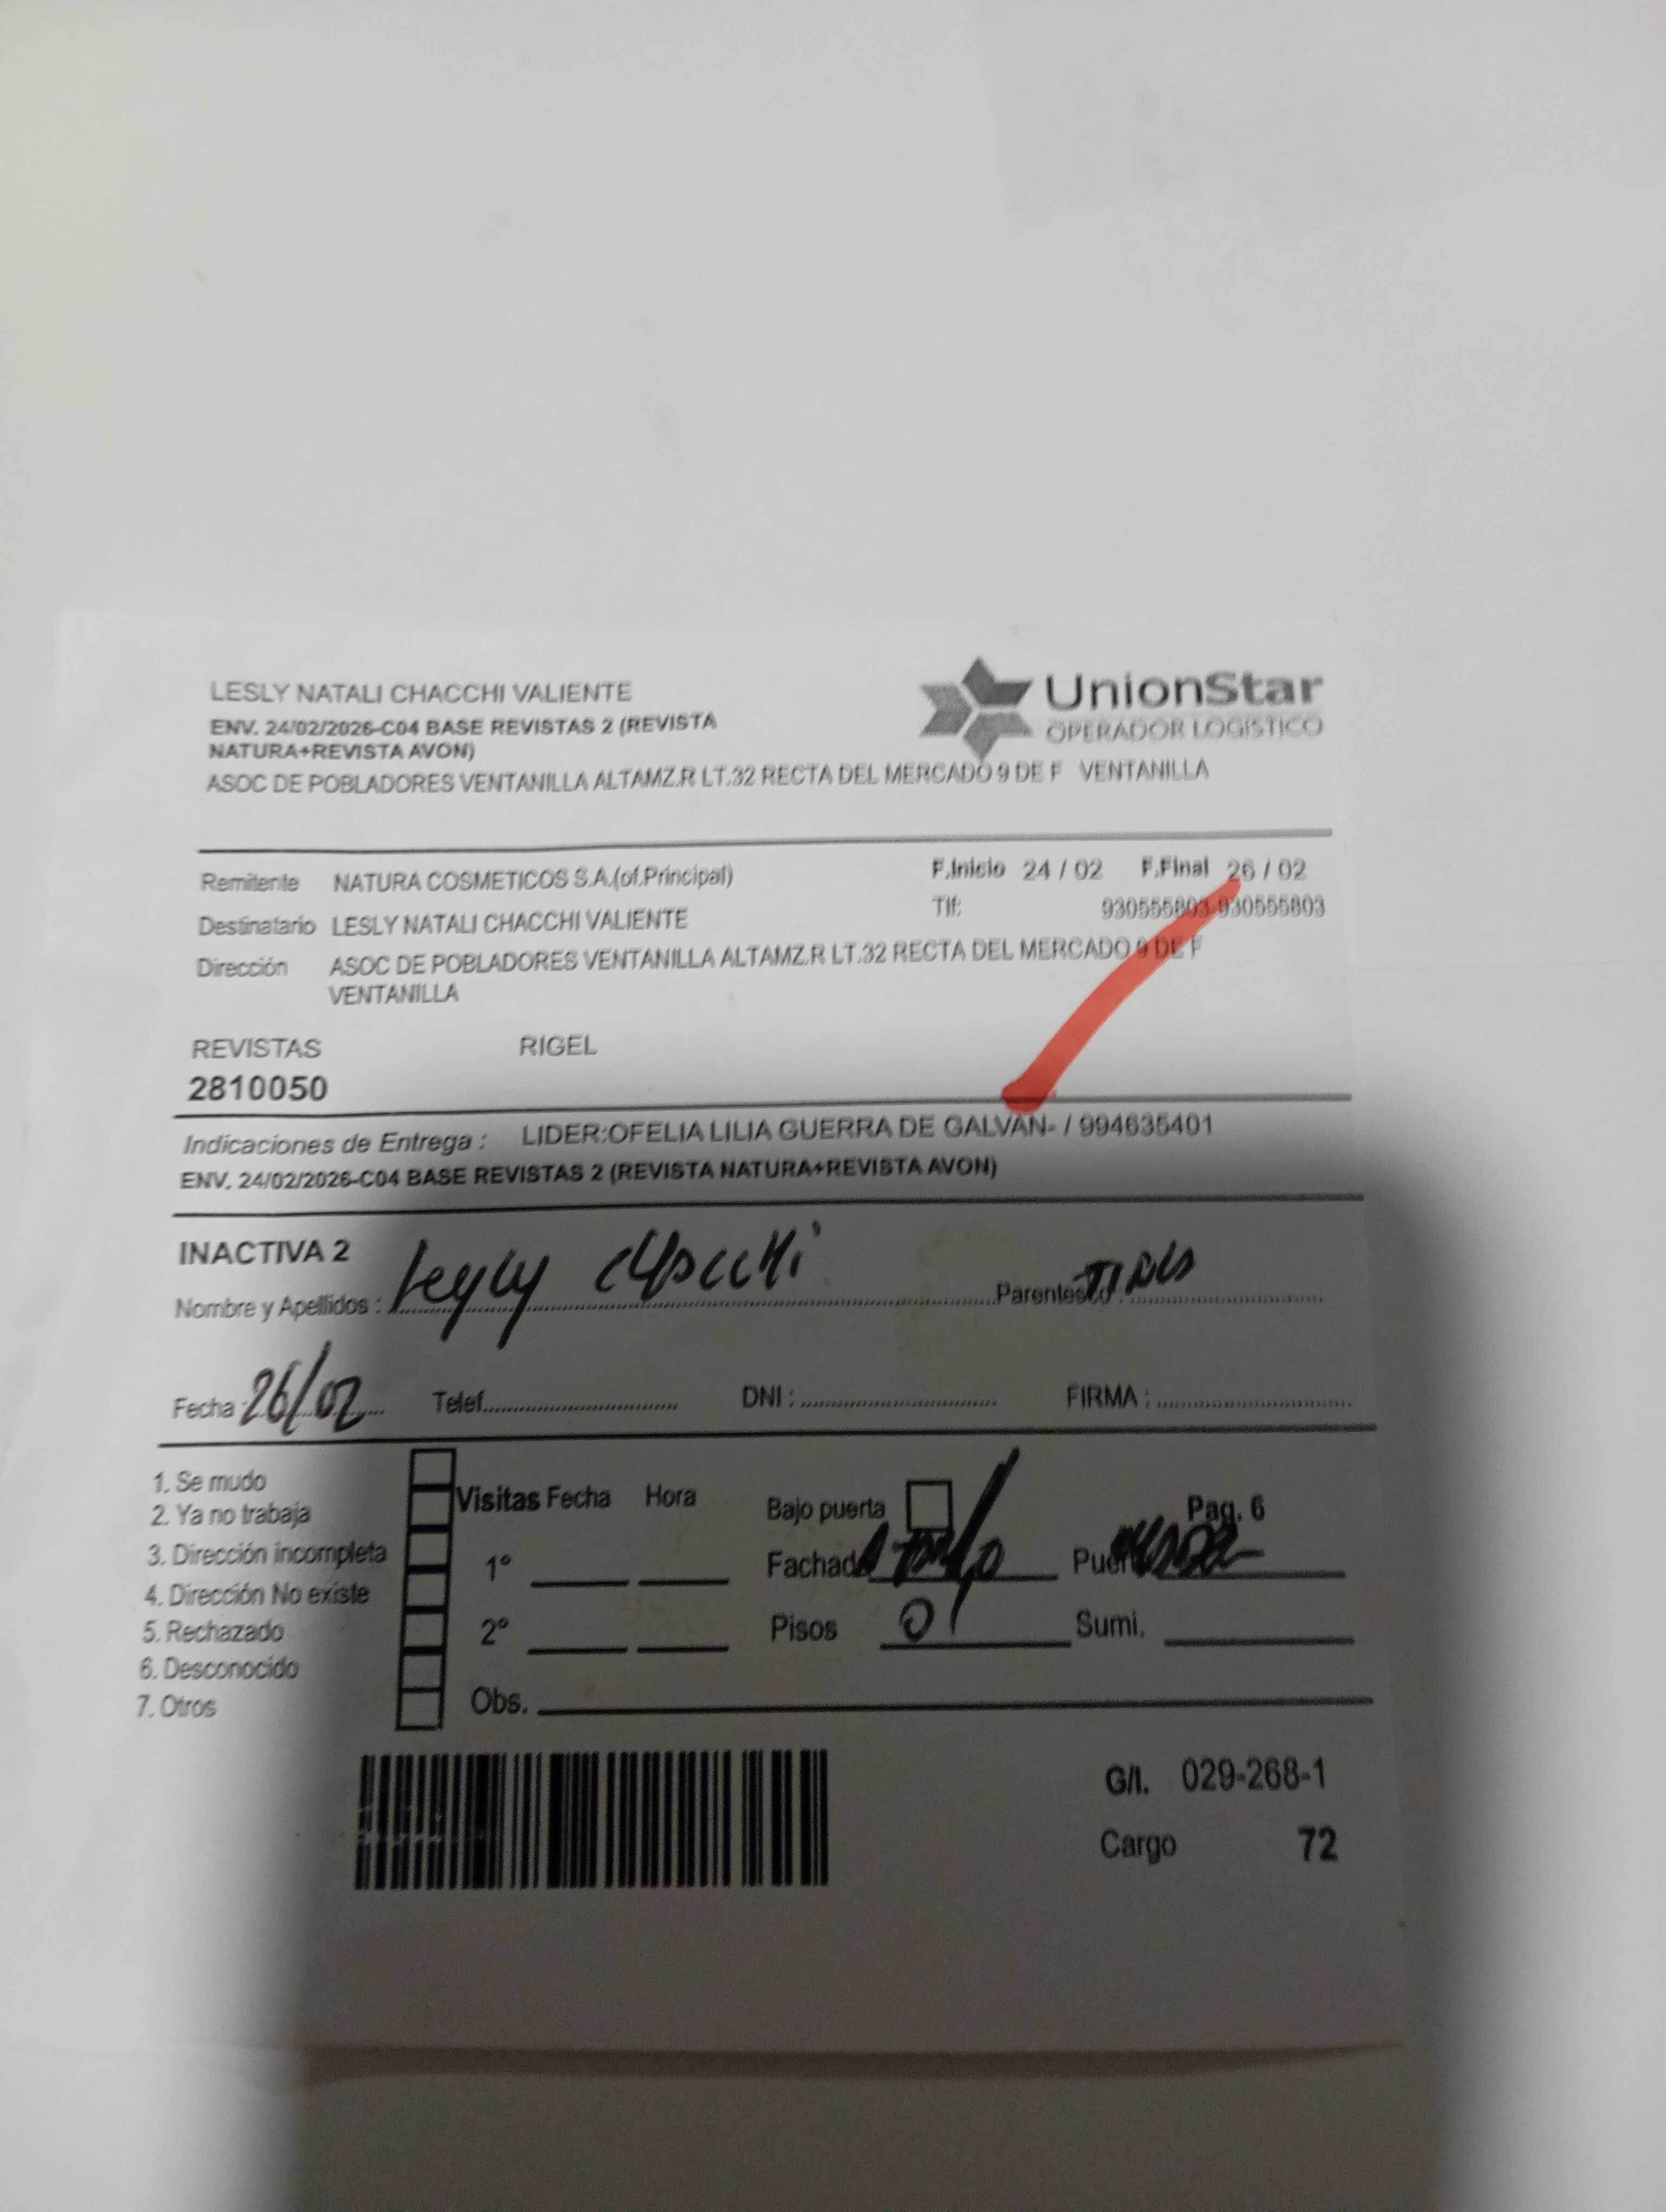 LESLY NATALI CHACCHI VALIENTE
UnionStar
OPERADOR LOGÍSTICO
ENV. 24/02/2026-C04 BASE REVISTAS 2 (REVISTA
NATURA+REVISTA AVON)
ASOC DE POBLADORES VENTANILLA ALTAMZ.R LT.32 RECTA DEL MERCADO 9 DE F VENTANILLA
Remitente NATURA COSMETICOS S.A.(of.Principal) F.Inicio 24 / 02 F.Final 26 / 02
Destinatario LESLY NATALI CHACCHI VALIENTE Tlf: 930555803-930555803
Dirección ASOC DE POBLADORES VENTANILLA ALTAMZ.R LT.32 RECTA DEL MERCADO 9 DE F
VENTANILLA
REVISTAS RIGEL
2810050
Indicaciones de Entrega : LIDER:OFELIA LILIA GUERRA DE GALVAN- / 994635401
ENV. 24/02/2026-C04 BASE REVISTAS 2 (REVISTA NATURA+REVISTA AVON)
INACTIVA 2
Nombre y Apellidos : Lesly Chacchi Parentesco :
Fecha : 26/02 Telef. DNI : FIRMA :
1. Se mudo
2. Ya no trabaja
3. Dirección incompleta
4. Dirección No existe
5. Rechazado
6. Desconocido
7. Otros
Visitas Fecha Hora
1º
2º
Bajo puerta Pag. 6
Fachada Puerta
Pisos 01 Sumi.
Obs.
G/I. 029-268-1
Cargo 72